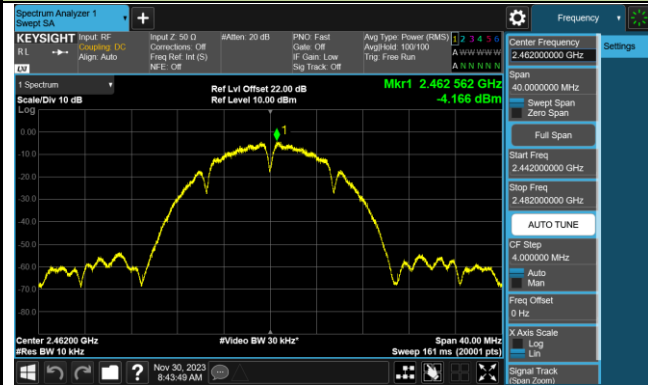 Spectrum Analyzer 1
Swept SA
Frequency
KEYSIGHT
RL
LXI
Input: RF
Coupling: DC
Align: Auto
Input Z: 50 Ω
Corrections: Off
Freq Ref: Int (S)
NFE: Off
#Atten: 20 dB
PNO: Fast
Gate: Off
IF Gain: Low
Sig Track: Off
Avg Type: Power (RMS)
Avg|Hold: 100/100
Trig: Free Run
1 2 3 4 5 6
A W W W W W
A N N N N N
1 Spectrum
Scale/Div 10 dB
Log
Ref Lvl Offset 22.00 dB
Ref Level 10.00 dBm
Mkr1 2.462 562 GHz
-4.166 dBm
1
0.00
-10.0
-20.0
-30.0
-40.0
-50.0
-60.0
-70.0
-80.0
Center 2.46200 GHz
#Res BW 10 kHz
#Video BW 30 kHz*
Span 40.00 MHz
Sweep 161 ms (20001 pts)
Nov 30, 2023
8:43:49 AM
Center Frequency
2.462000000 GHz
Settings
Span
40.0000000 MHz
Swept Span
Zero Span
Full Span
Start Freq
2.442000000 GHz
Stop Freq
2.482000000 GHz
AUTO TUNE
CF Step
4.000000 MHz
Auto
Man
Freq Offset
0 Hz
X Axis Scale
Log
Lin
Signal Track
(Span Zoom)